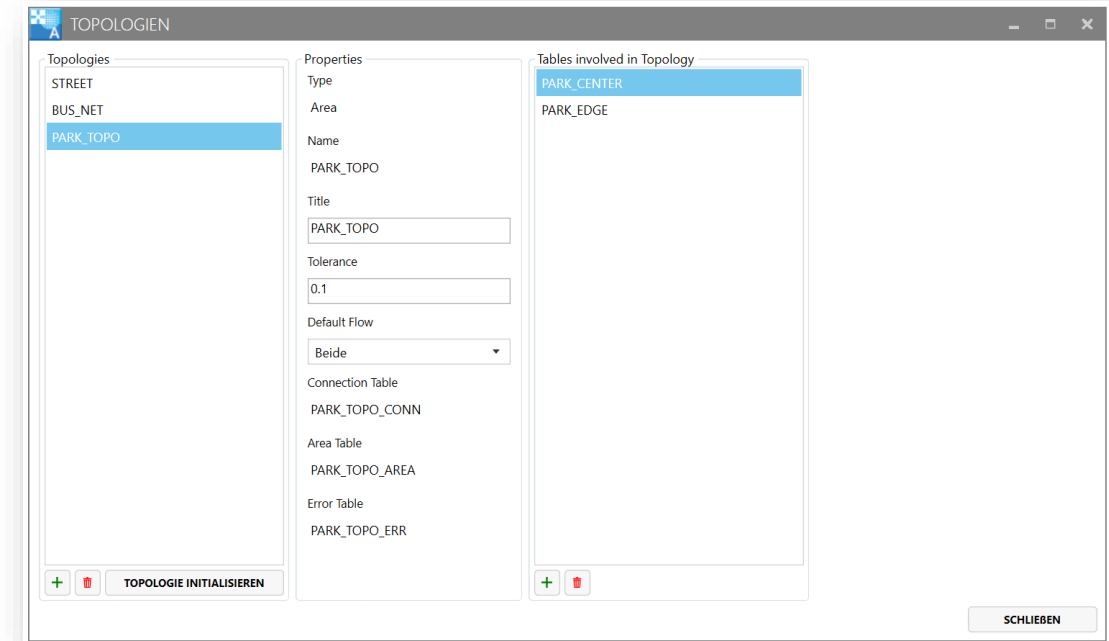 TOPOLOGIEN
Topologies
STREET
BUS_NET
PARK_TOPO
TOPOLOGIE INITIALISIEREN
Properties
Type
Area
Name
PARK_TOPO
Title
PARK_TOPO
Tolerance
0.1
Default Flow
Beide
Connection Table
PARK_TOPO_CONN
Area Table
PARK_TOPO_AREA
Error Table
PARK_TOPO_ERR
Tables involved in Topology
PARK_CENTER
PARK_EDGE
SCHLIEßEN